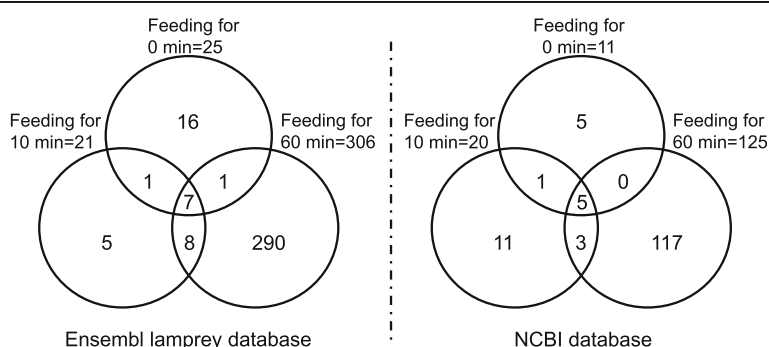 Feeding for
0 min=25
Feeding for
10 min=21
Feeding for
60 min=306
16
1
1
7
5
8
290
Ensembl lamprey database
Feeding for
0 min=11
Feeding for
10 min=20
Feeding for
60 min=125
5
1
0
5
11
3
117
NCBI database